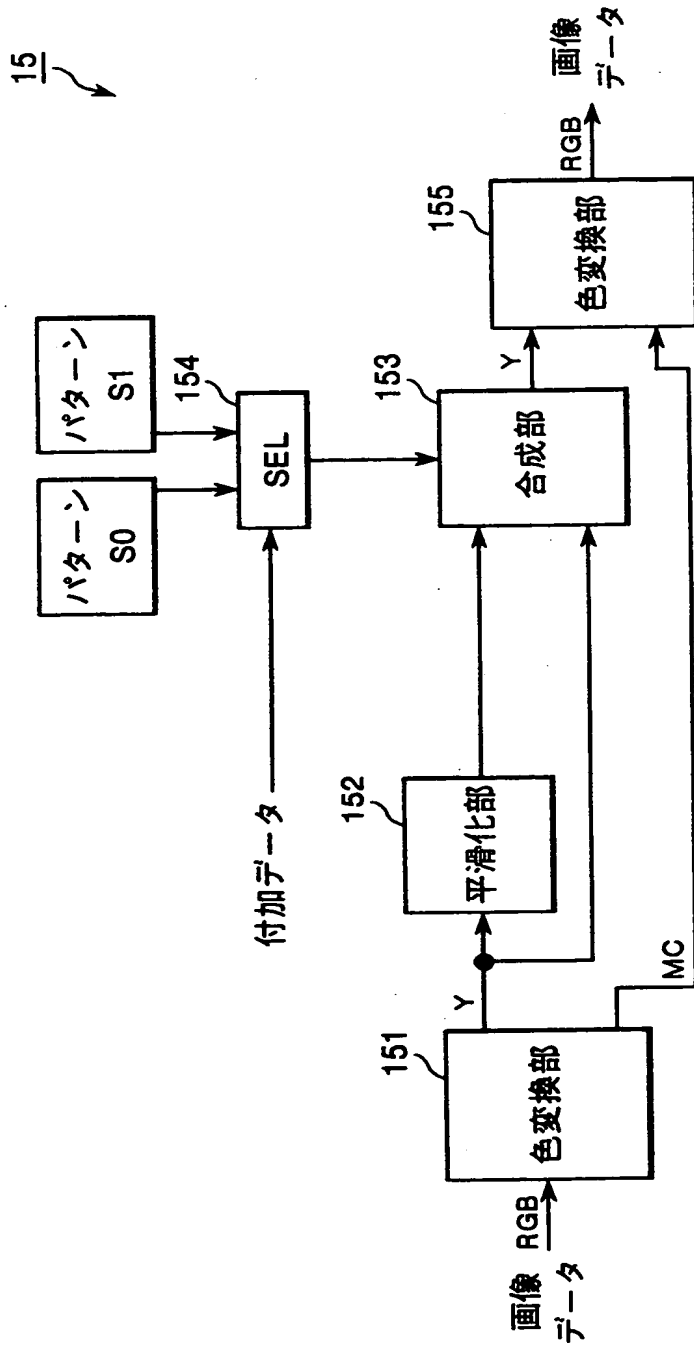 15
パターン
S0
パターン
S1
154
SEL
付加データ
152
平滑化部
153
合成部
151
色変換部
画像
データ
RGB
Y
MC
Y
155
色変換部
RGB
画像
データ